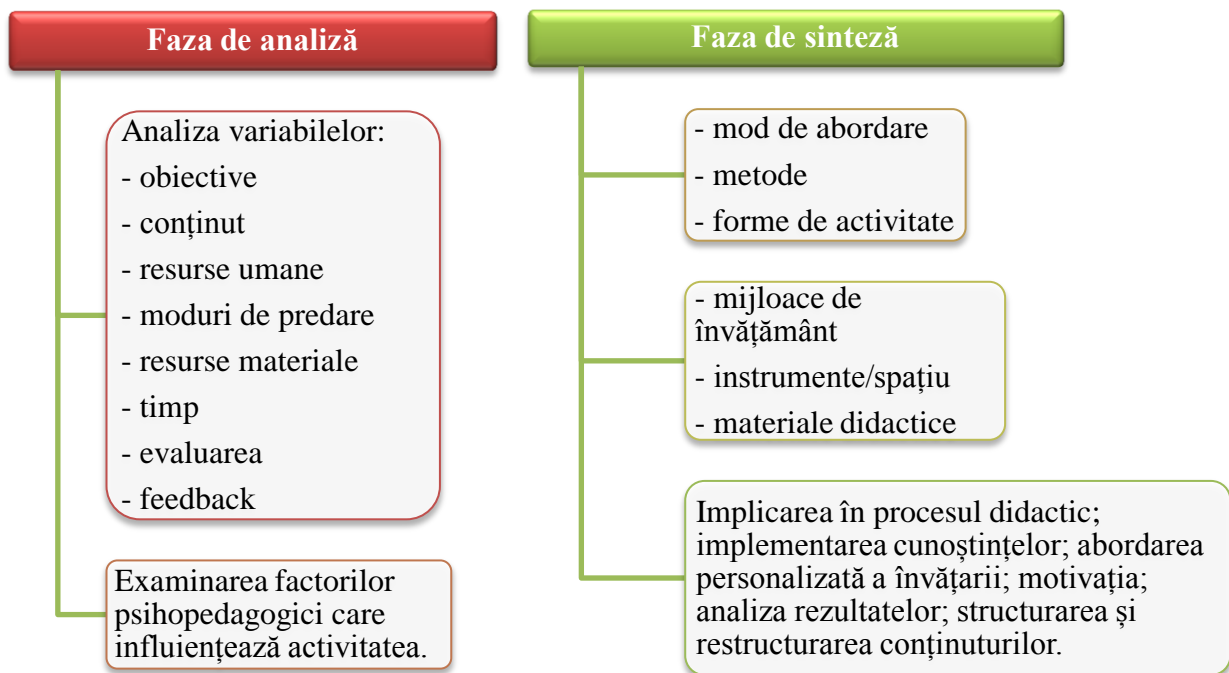 Faza de analiză
Analiza variabilelor:
- obiective
- conținut
- resurse umane
- moduri de predare
- resurse materiale
- timp
- evaluarea
- feedback
Examinarea factorilor
psihopedagogici care
influiențează activitatea.
Faza de sinteză
- mod de abordare
- metode
- forme de activitate
- mijloace de
învățământ
- instrumente/spațiu
- materiale didactice
Implicarea în procesul didactic;
implementarea cunoștințelor; abordarea
personalizată a învățarii; motivația;
analiza rezultatelor; structurarea și
restructurarea conținuturilor.